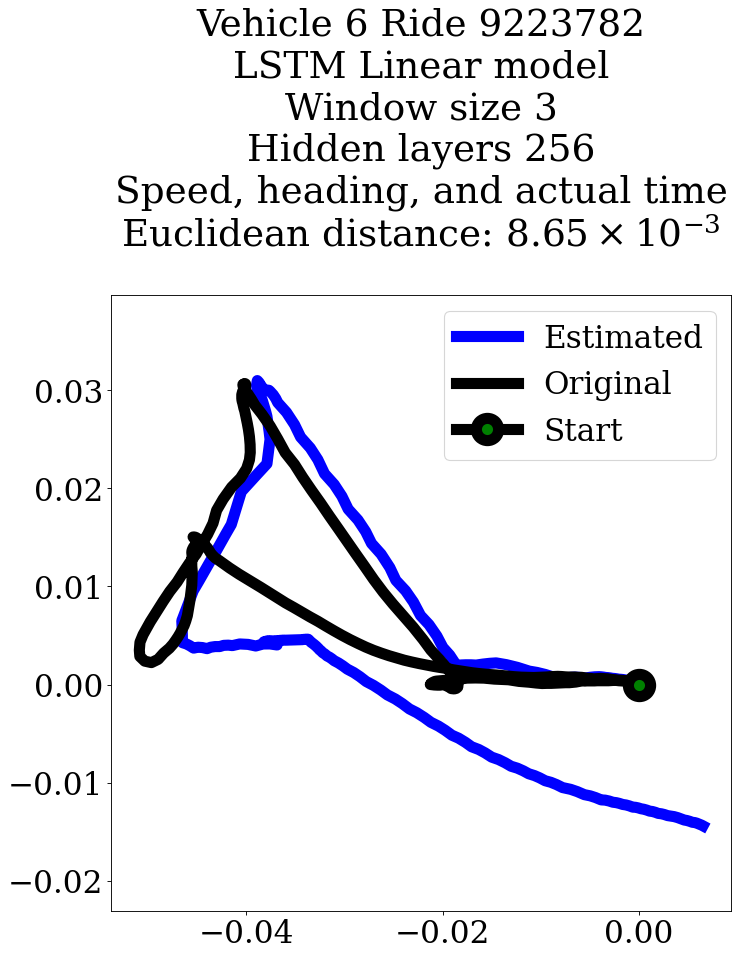 Vehicle 6 Ride 9223782
LSTM Linear model
Window size 3
Hidden layers 256
Speed, heading, and actual time
Euclidean distance: 8.65 × 10⁻³
Estimated
Original
Start
0.03
0.02
0.01
0.00
−0.01
−0.02
−0.04
−0.02
0.00